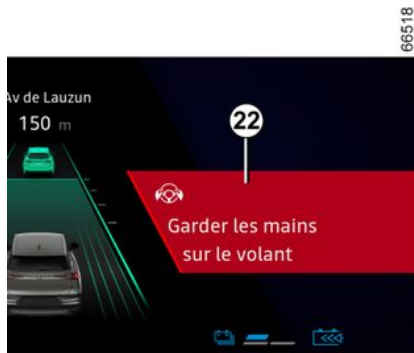 66518
Av de Lauzun
150 m
22
Garder les mains
sur le volant